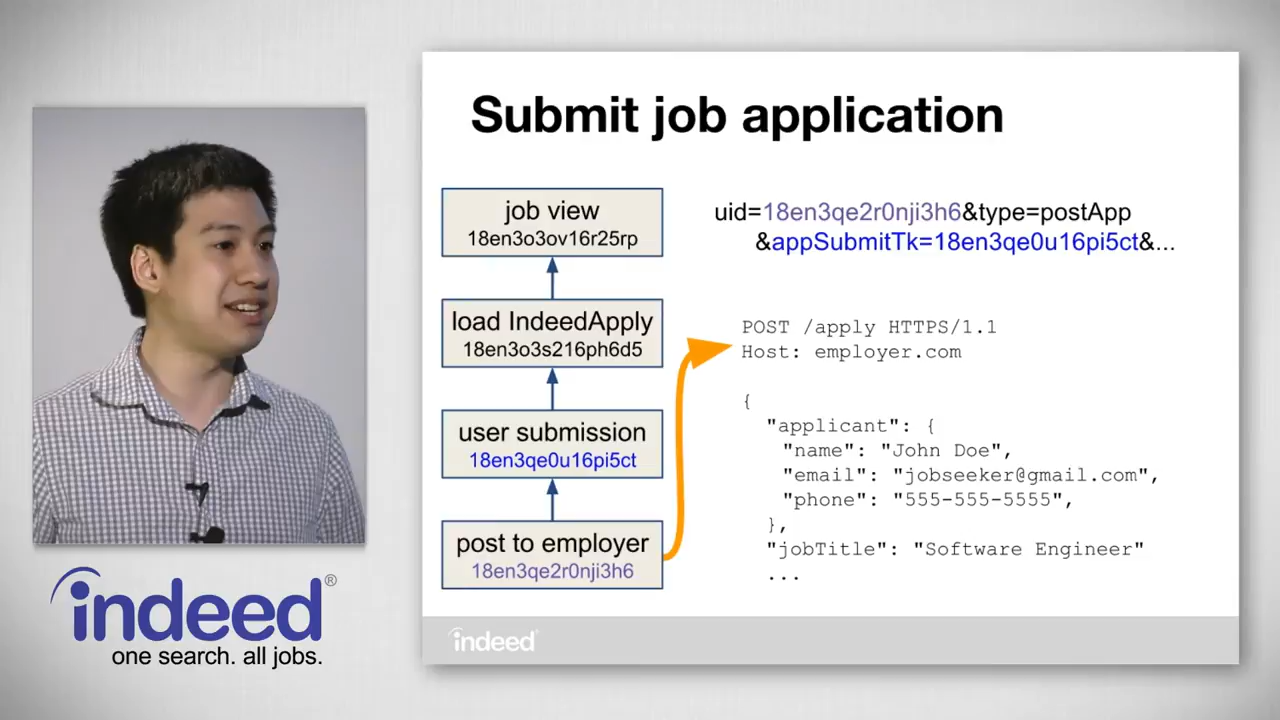 Submit job application
job view
18en3o3ov16r25rp
load IndeedApply
18en3o3s216ph6d5
user submission
18en3qe0u16pi5ct
post to employer
18en3qe2r0nji3h6
uid=18en3qe2r0nji3h6&type=postApp
&appSubmitTk=18en3qe0u16pi5ct&...
POST /apply HTTPS/1.1
Host: employer.com
{
"applicant": {
"name": "John Doe",
"email": "jobseeker@gmail.com",
"phone": "555-555-5555",
},
"jobTitle": "Software Engineer"
...
indeed
indeed®
one search. all jobs.